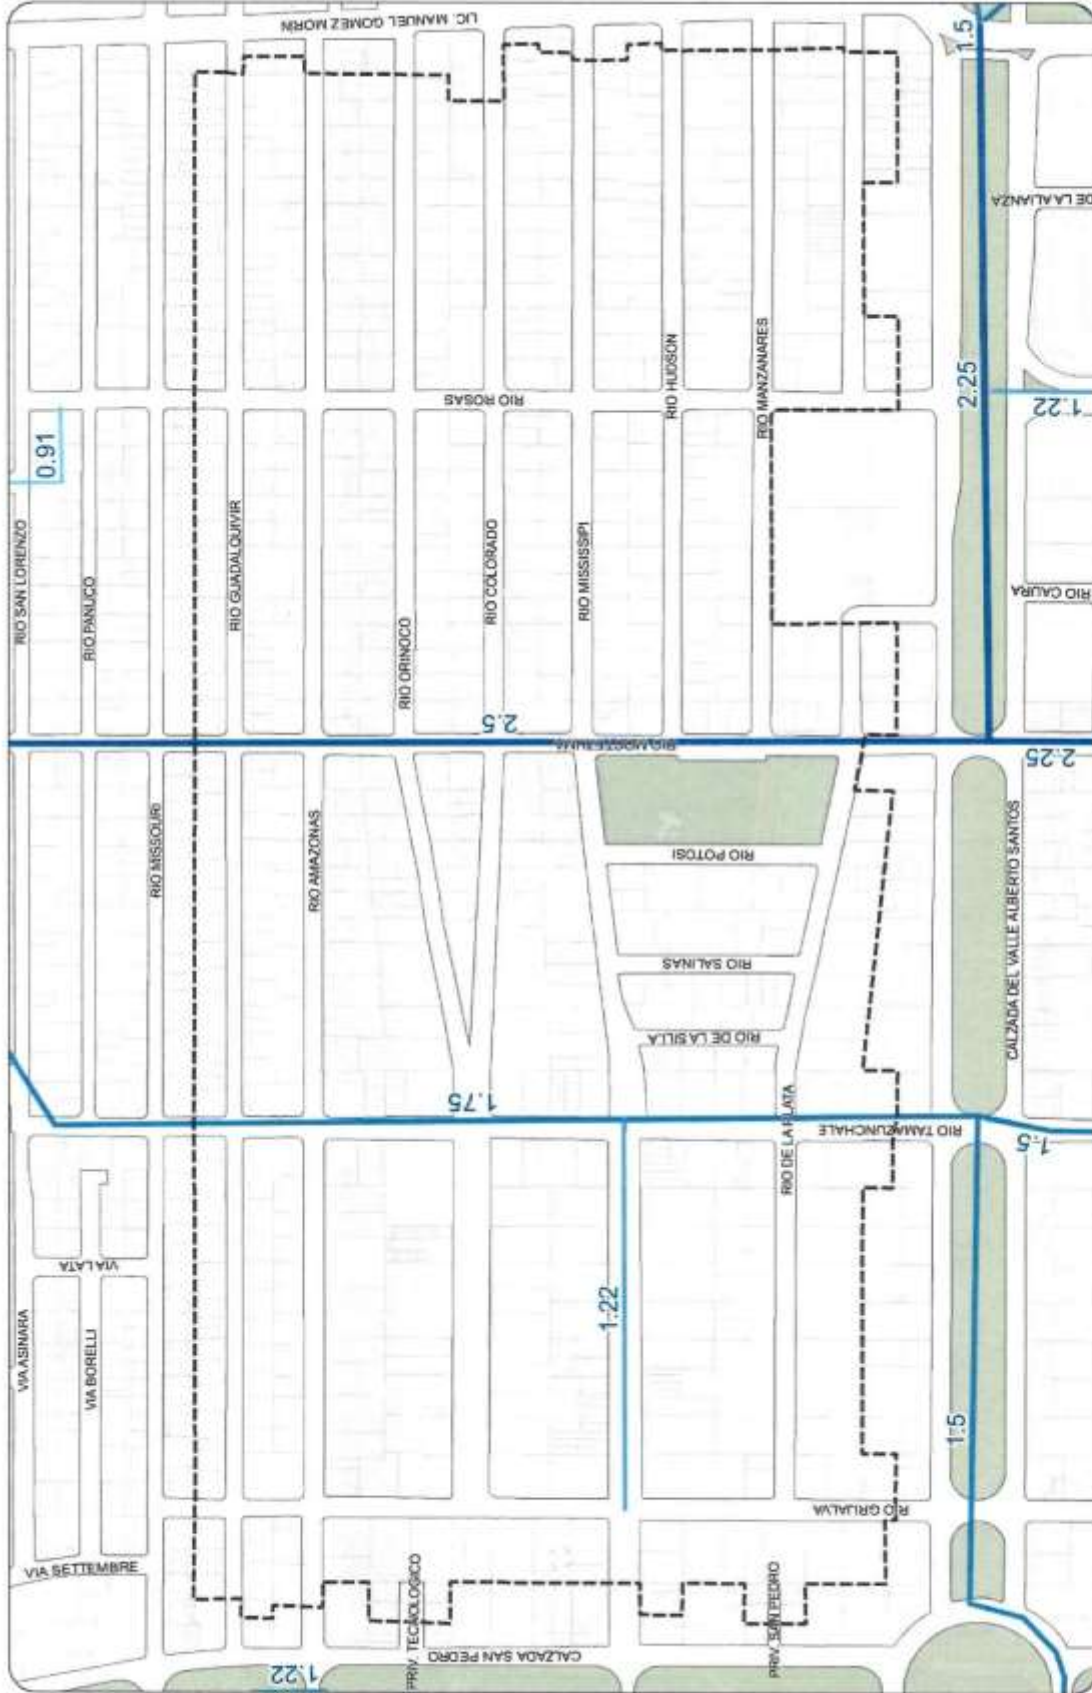 LIC. MANUEL GOMEZ MORIN
1.5
DE LA ALIANZA
RIO HUDSON
RIO MANZANARES
2.25
RIO ROSAS
1.22
0.91
RIO SAN LORENZO
RIO PANUCO
RIO GUADALQUIVIR
RIO ORINOCO
RIO COLORADO
RIO MISSISSIPI
RIO CAURA
2.5
2.25
RIO MISSOURI
RIO AMAZONAS
RIO POTOSI
RIO SALINAS
RIO DE LA SILLA
CALZADA DEL VALLE ALBERTO SANTOS
1.75
RIO DE LA PLATA
RIO TAMAZUNCHALE
1.5
VIA LATA
VIA ASINARA
VIA BORELLI
1.22
1.5
RIO GRIJALVA
VIA SETTEMBRE
PRIV. TECNOLOGICO
PRIV. SAN PEDRO
CALZADA SAN PEDRO
1.22